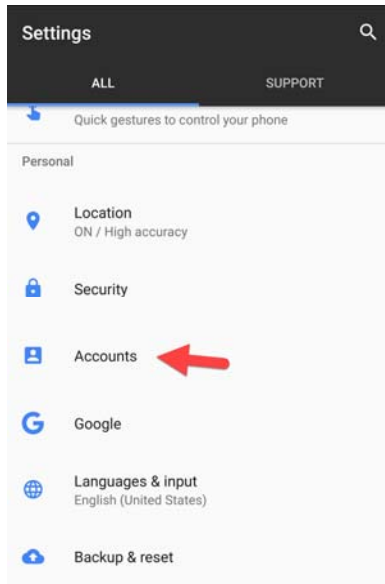 Settings
ALL SUPPORT
Quick gestures to control your phone
Personal
Location
ON / High accuracy
Security
Accounts
Google
Languages & input
English (United States)
Backup & reset